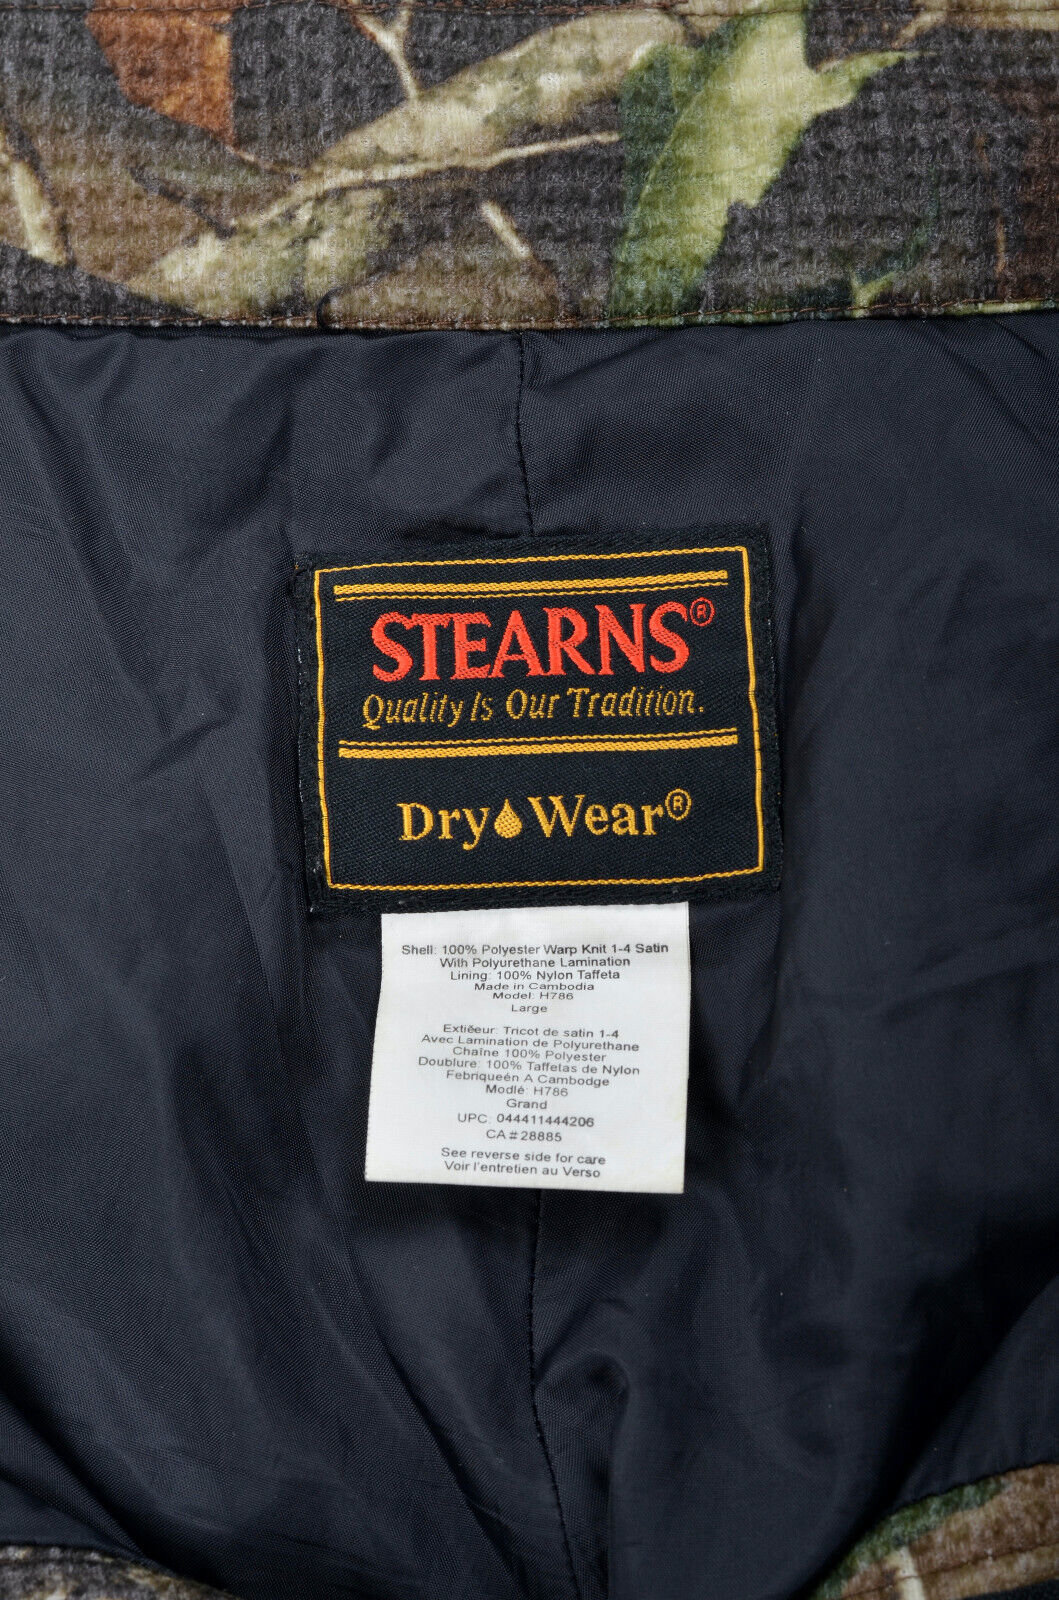 STEARNS®
Quality Is Our Tradition.
Dry Wear®
Shell: 100% Polyester Warp Knit 1-4 Satin
With Polyurethane Lamination
Lining: 100% Nylon Taffeta
Made in Cambodia
Model: H786
Large
Extiĕeur: Tricot de satin 1-4
Avec Lamination de Polyurethane
Chaîne 100% Polyester
Doublure: 100% Taffetas de Nylon
Febriqueén A Cambodge
Modlé: H786
Grand
UPC: 044411444206
CA # 28885
See reverse side for care
Voir l'entretien au Verso